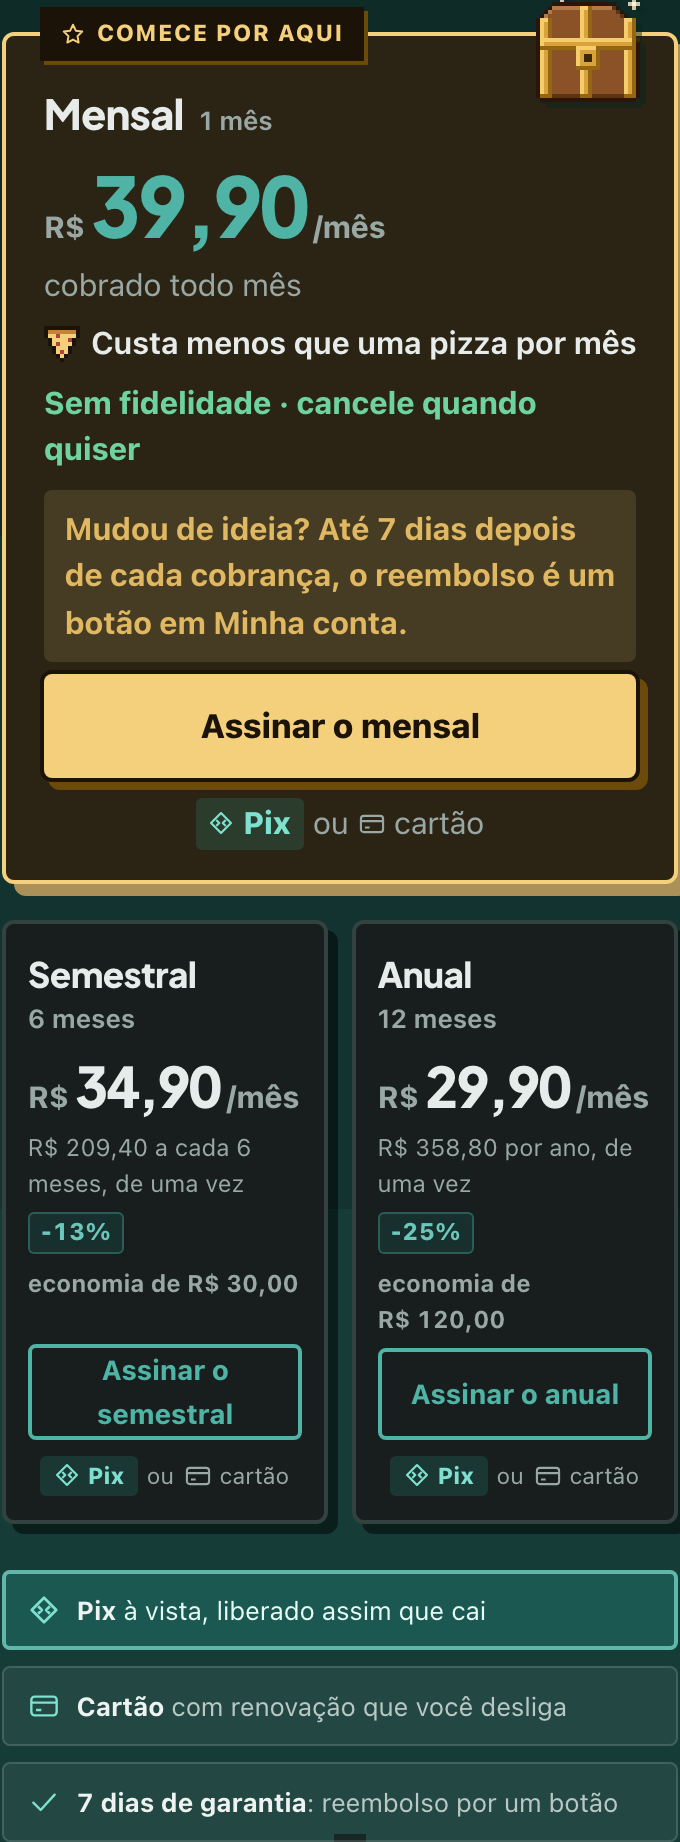 COMECE POR AQUI
Mensal 1 mês
R$ 39,90/mês
cobrado todo mês
Custa menos que uma pizza por mês
Sem fidelidade · cancele quando
quiser
Mudou de ideia? Até 7 dias depois
de cada cobrança, o reembolso é um
botão em Minha conta.
Assinar o mensal
Pix ou cartão
Semestral
6 meses
R$ 34,90/mês
R$ 209,40 a cada 6
meses, de uma vez
-13%
economia de R$ 30,00
Assinar o
semestral
Pix ou cartão
Anual
12 meses
R$ 29,90/mês
R$ 358,80 por ano, de
uma vez
-25%
economia de
R$ 120,00
Assinar o anual
Pix ou cartão
Pix à vista, liberado assim que cai
Cartão com renovação que você desliga
7 dias de garantia: reembolso por um botão